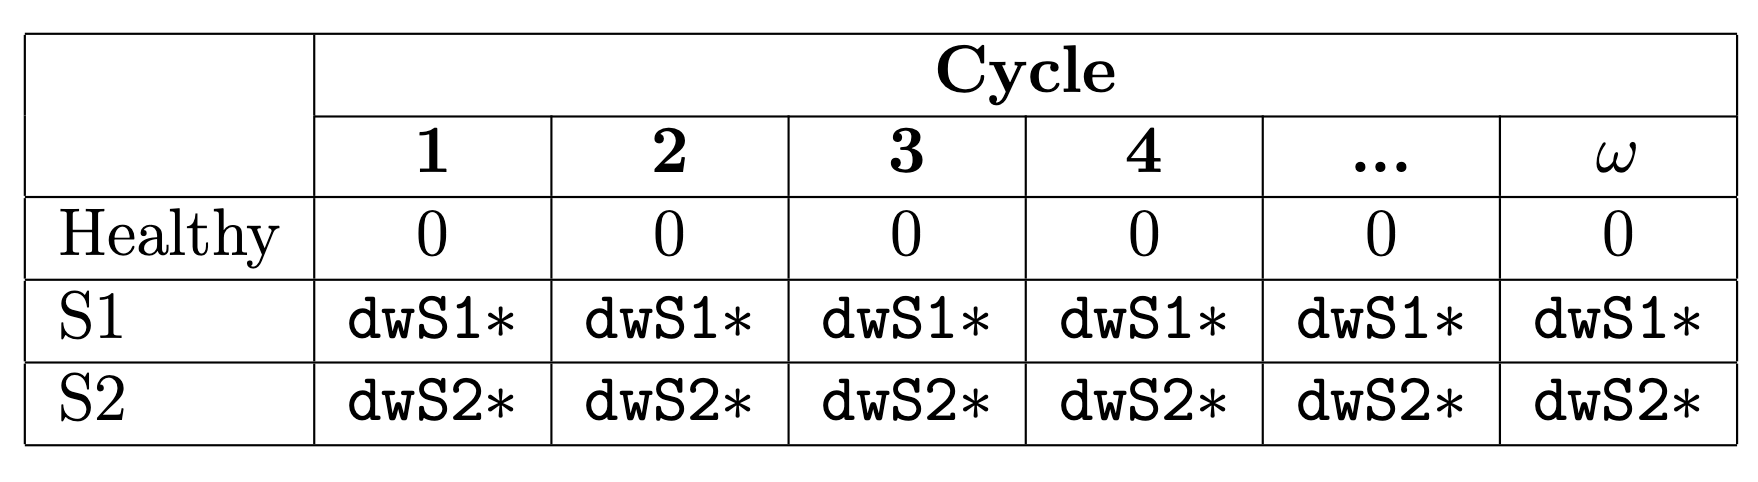 Cycle
1 2 3 4 ... ω
Healthy 0 0 0 0 0 0
S1 dwS1* dwS1* dwS1* dwS1* dwS1* dwS1*
S2 dwS2* dwS2* dwS2* dwS2* dwS2* dwS2*